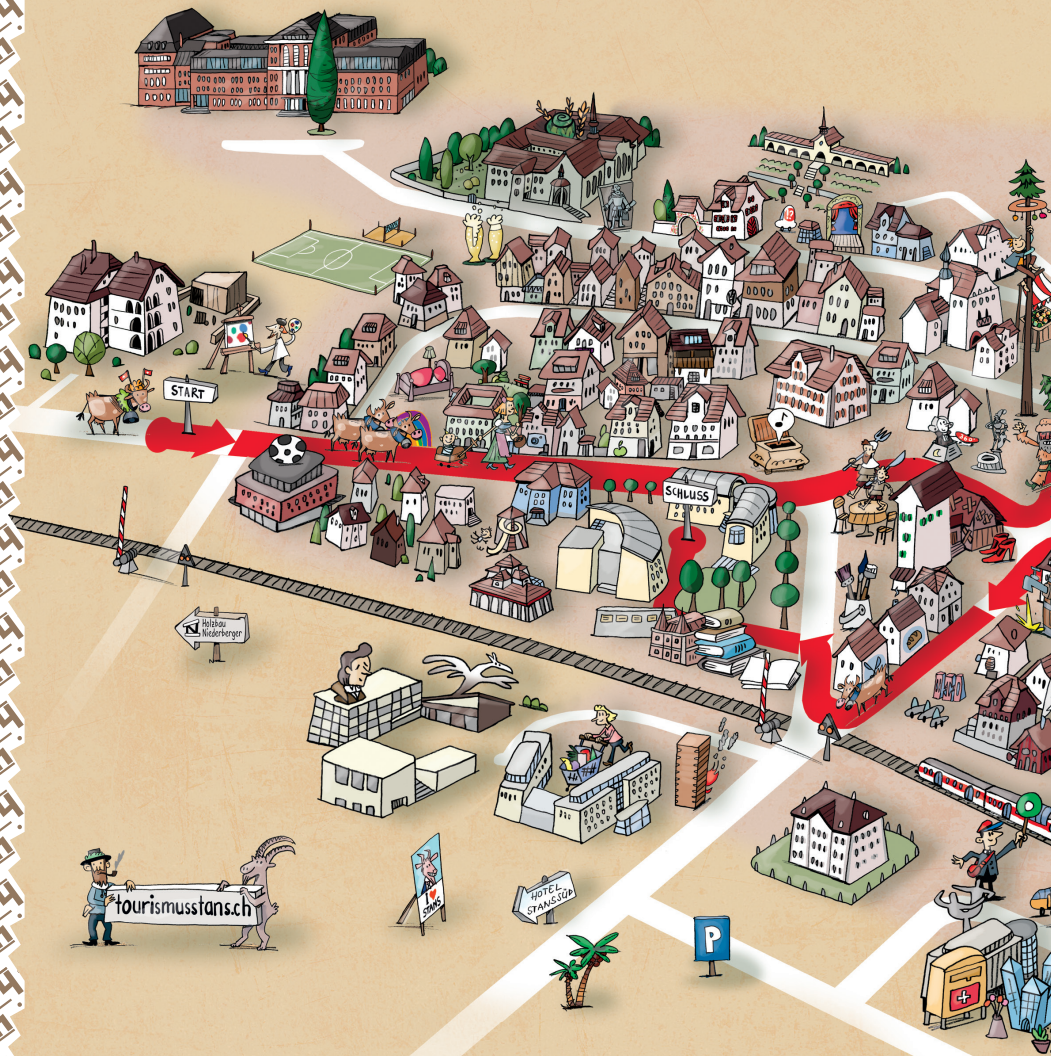 START
SCHLUSS
N Holzbau
Niederberger
tourismusstans.ch
I ♥
STANS
HOTEL
STANSSÜD
P